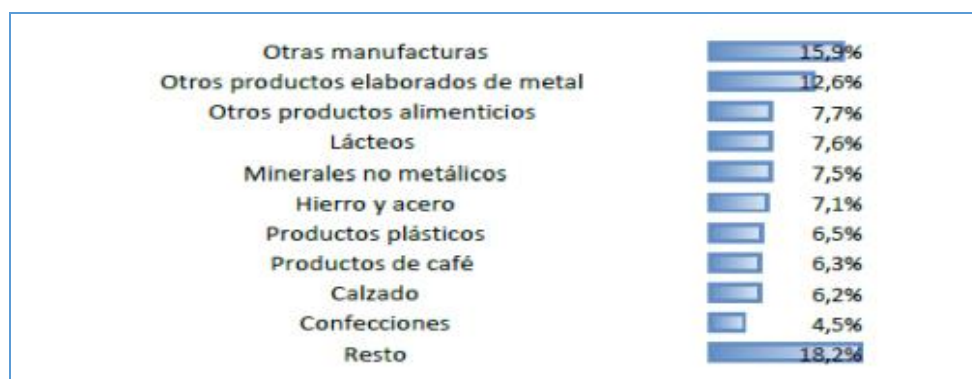 Otras manufacturas 15,9%
Otros productos elaborados de metal 12,6%
Otros productos alimenticios 7,7%
Lácteos 7,6%
Minerales no metálicos 7,5%
Hierro y acero 7,1%
Productos plásticos 6,5%
Productos de café 6,3%
Calzado 6,2%
Confecciones 4,5%
Resto 18,2%